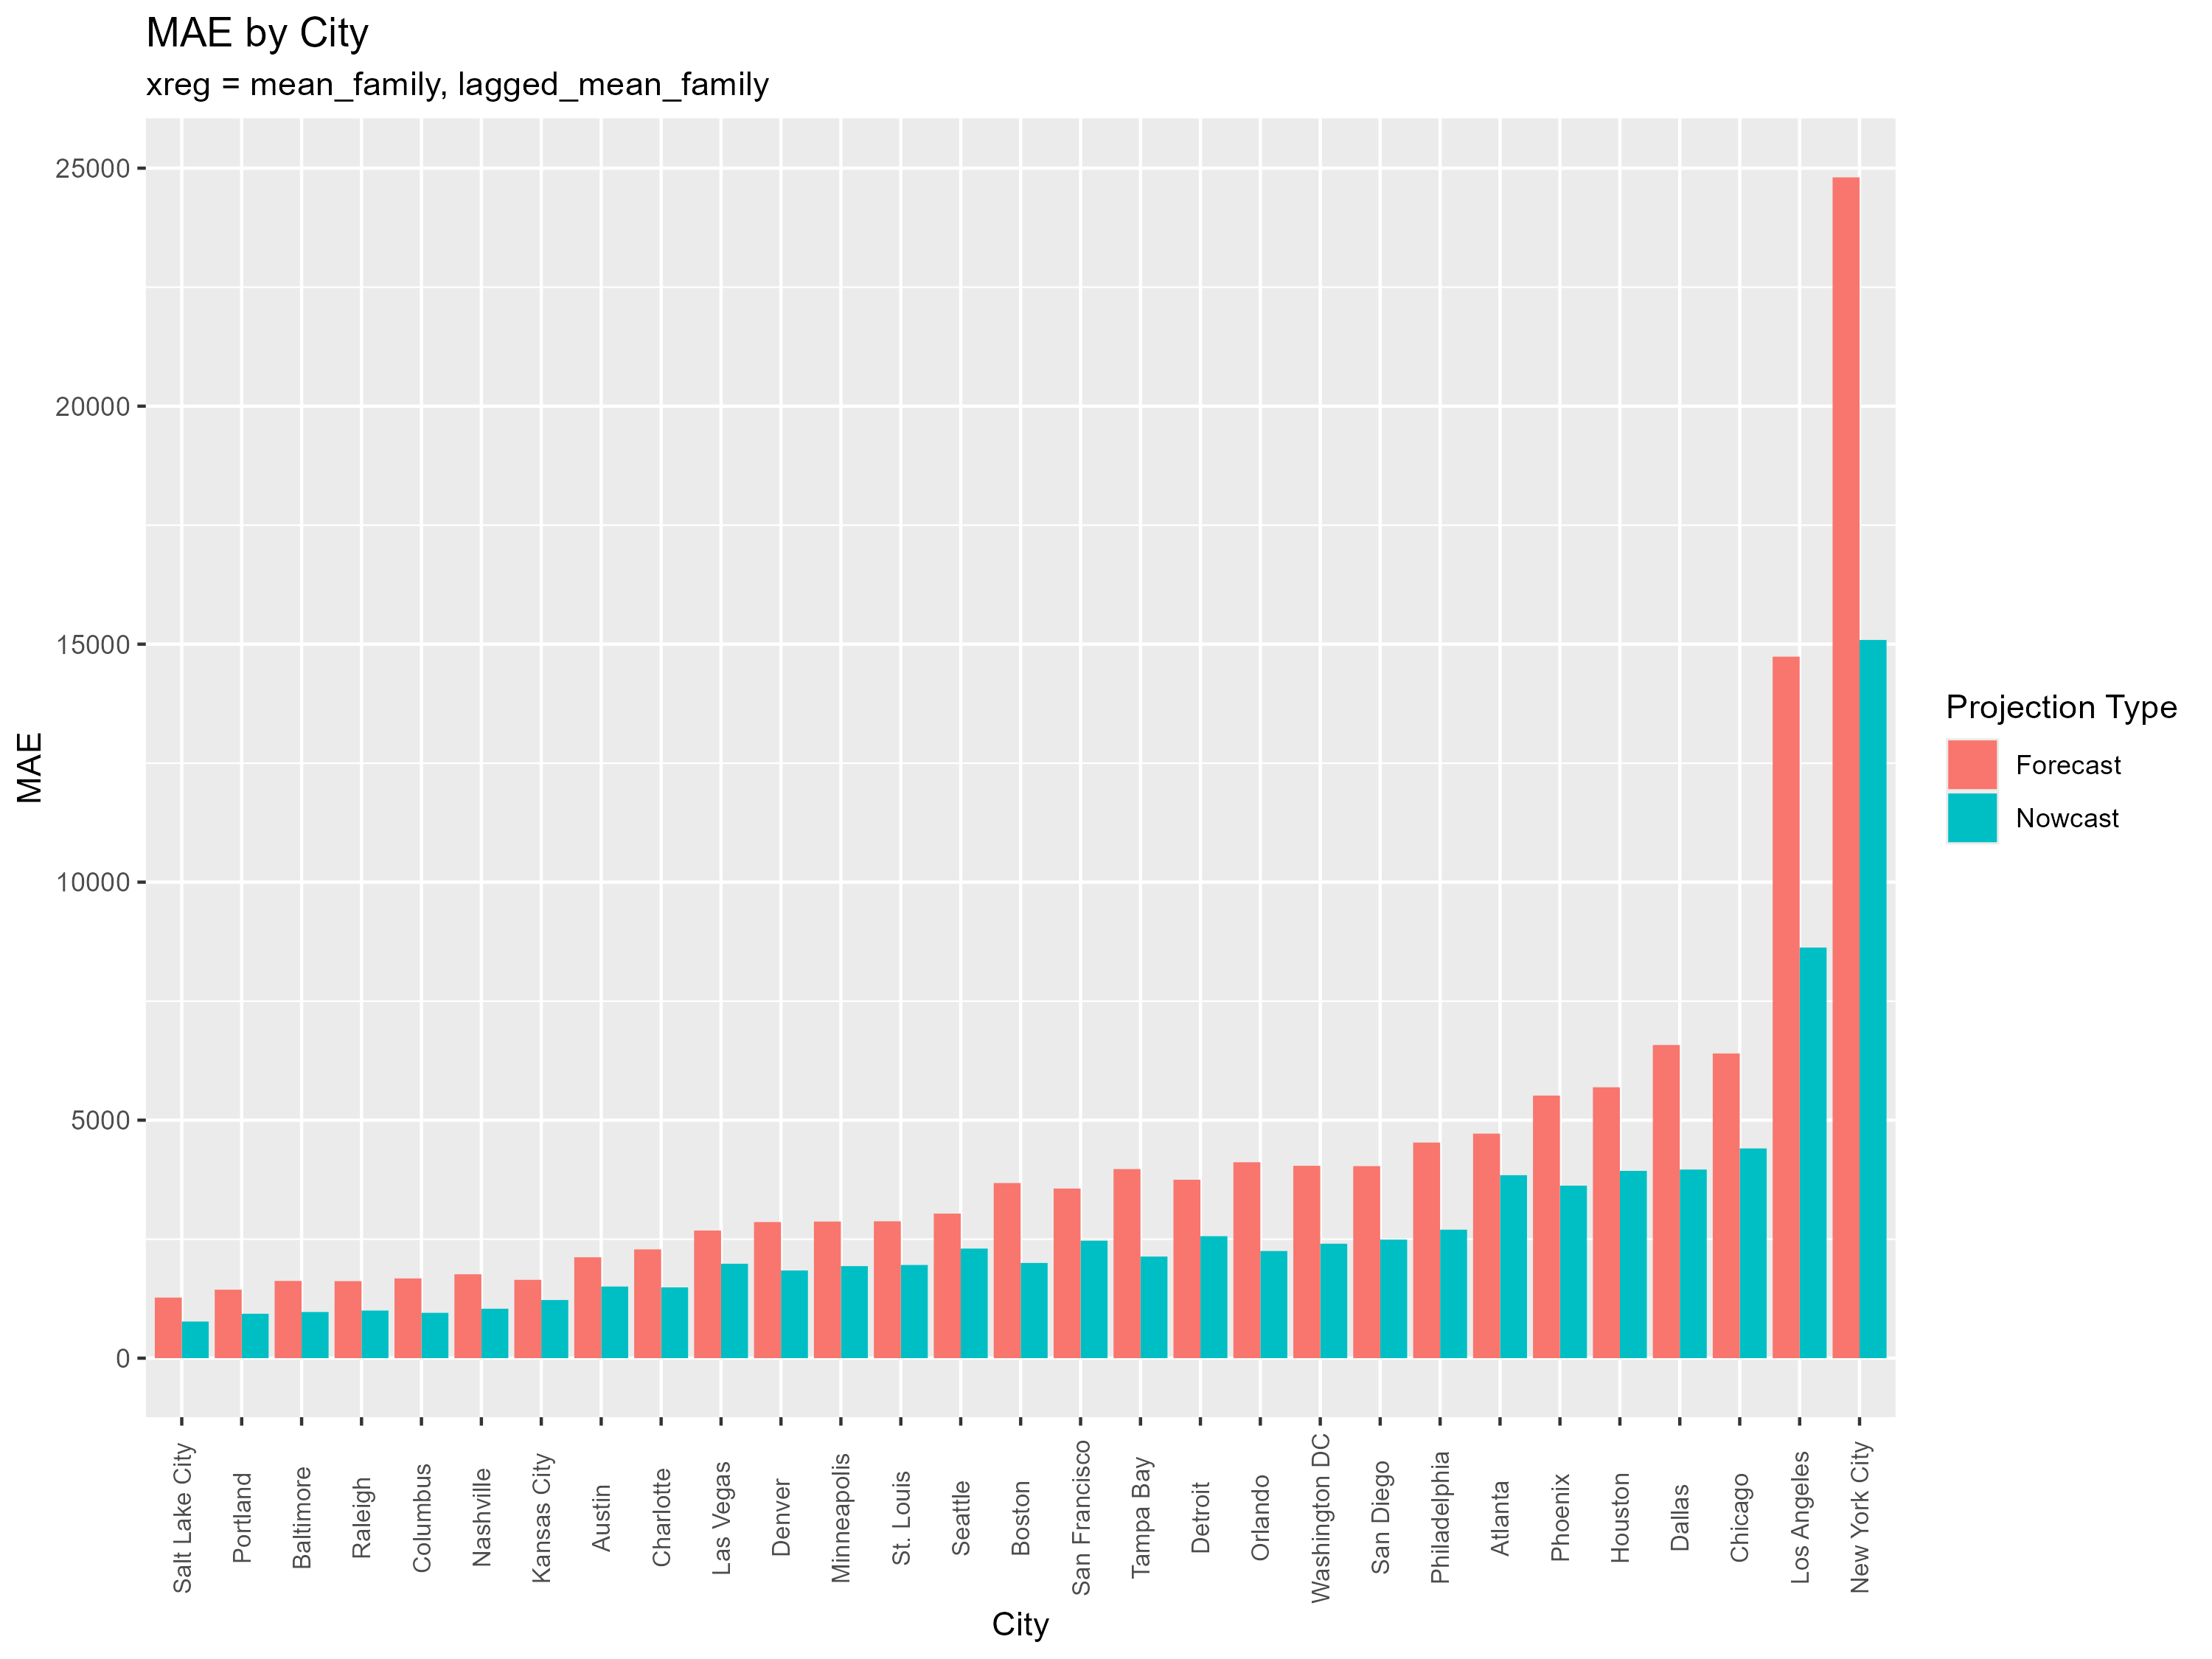 MAE by City
xreg = mean_family, lagged_mean_family
25000
20000
15000
10000
5000
0
MAE
Salt Lake City
Portland
Baltimore
Raleigh
Columbus
Nashville
Kansas City
Austin
Charlotte
Las Vegas
Denver
Minneapolis
St. Louis
Seattle
Boston
San Francisco
Tampa Bay
Detroit
Orlando
Washington DC
San Diego
Philadelphia
Atlanta
Phoenix
Houston
Dallas
Chicago
Los Angeles
New York City
City
Projection Type
Forecast
Nowcast